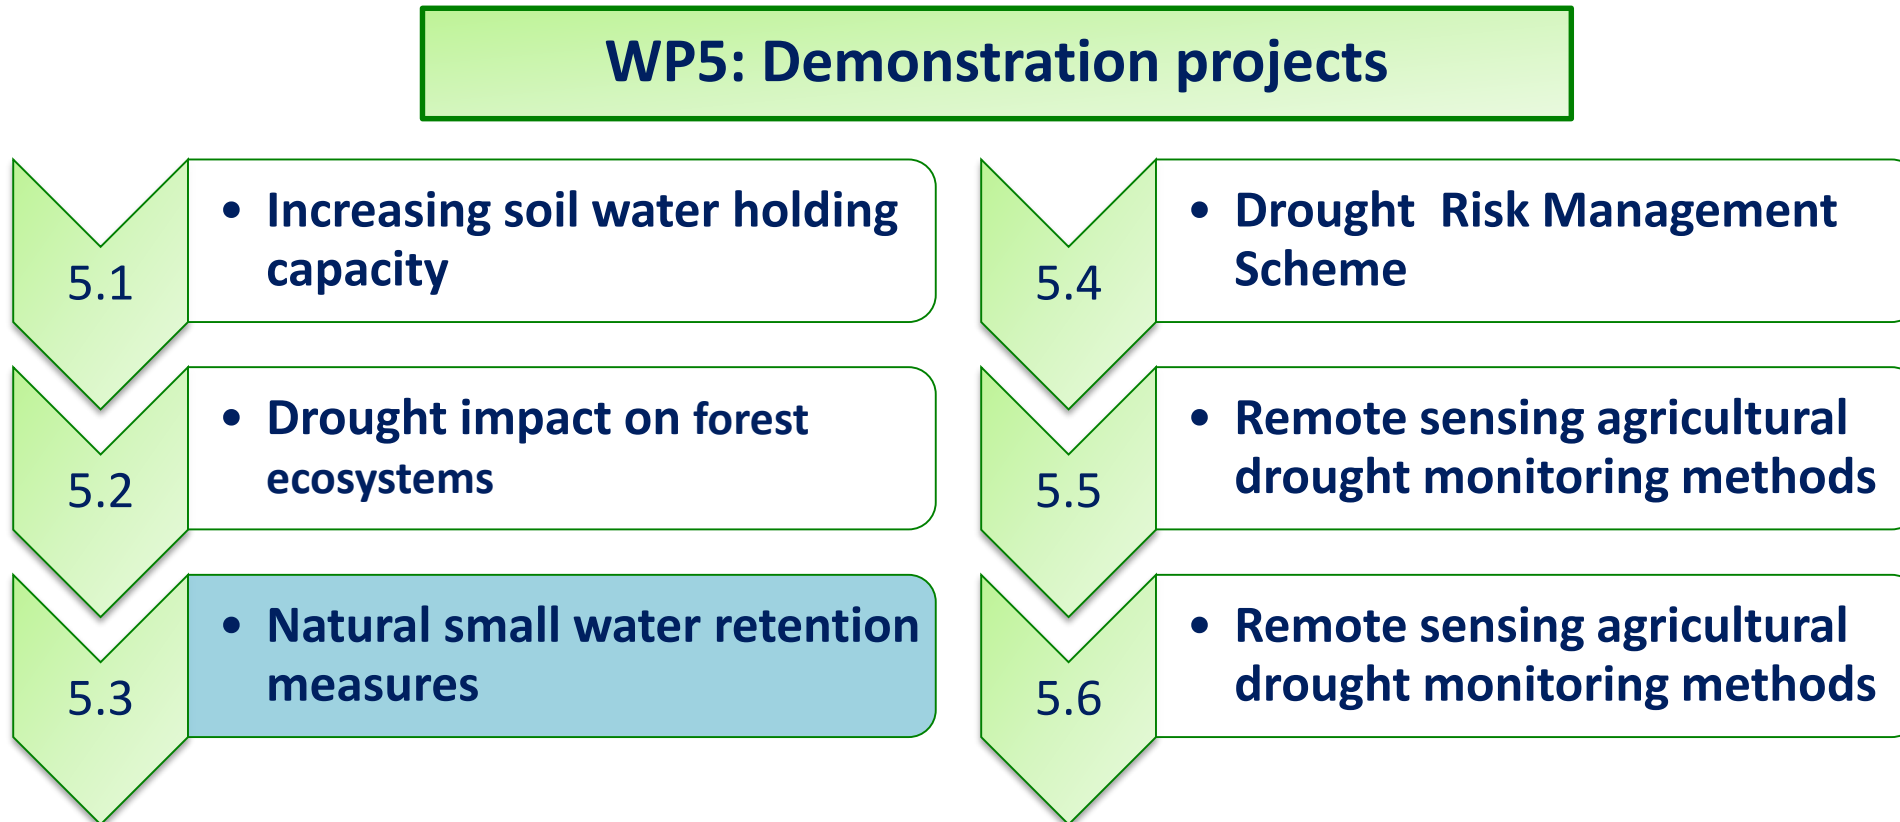 WP5: Demonstration projects
5.1
• Increasing soil water holding
capacity
5.2
• Drought impact on forest
ecosystems
5.3
• Natural small water retention
measures
5.4
• Drought  Risk Management
Scheme
5.5
• Remote sensing agricultural
drought monitoring methods
5.6
• Remote sensing agricultural
drought monitoring methods